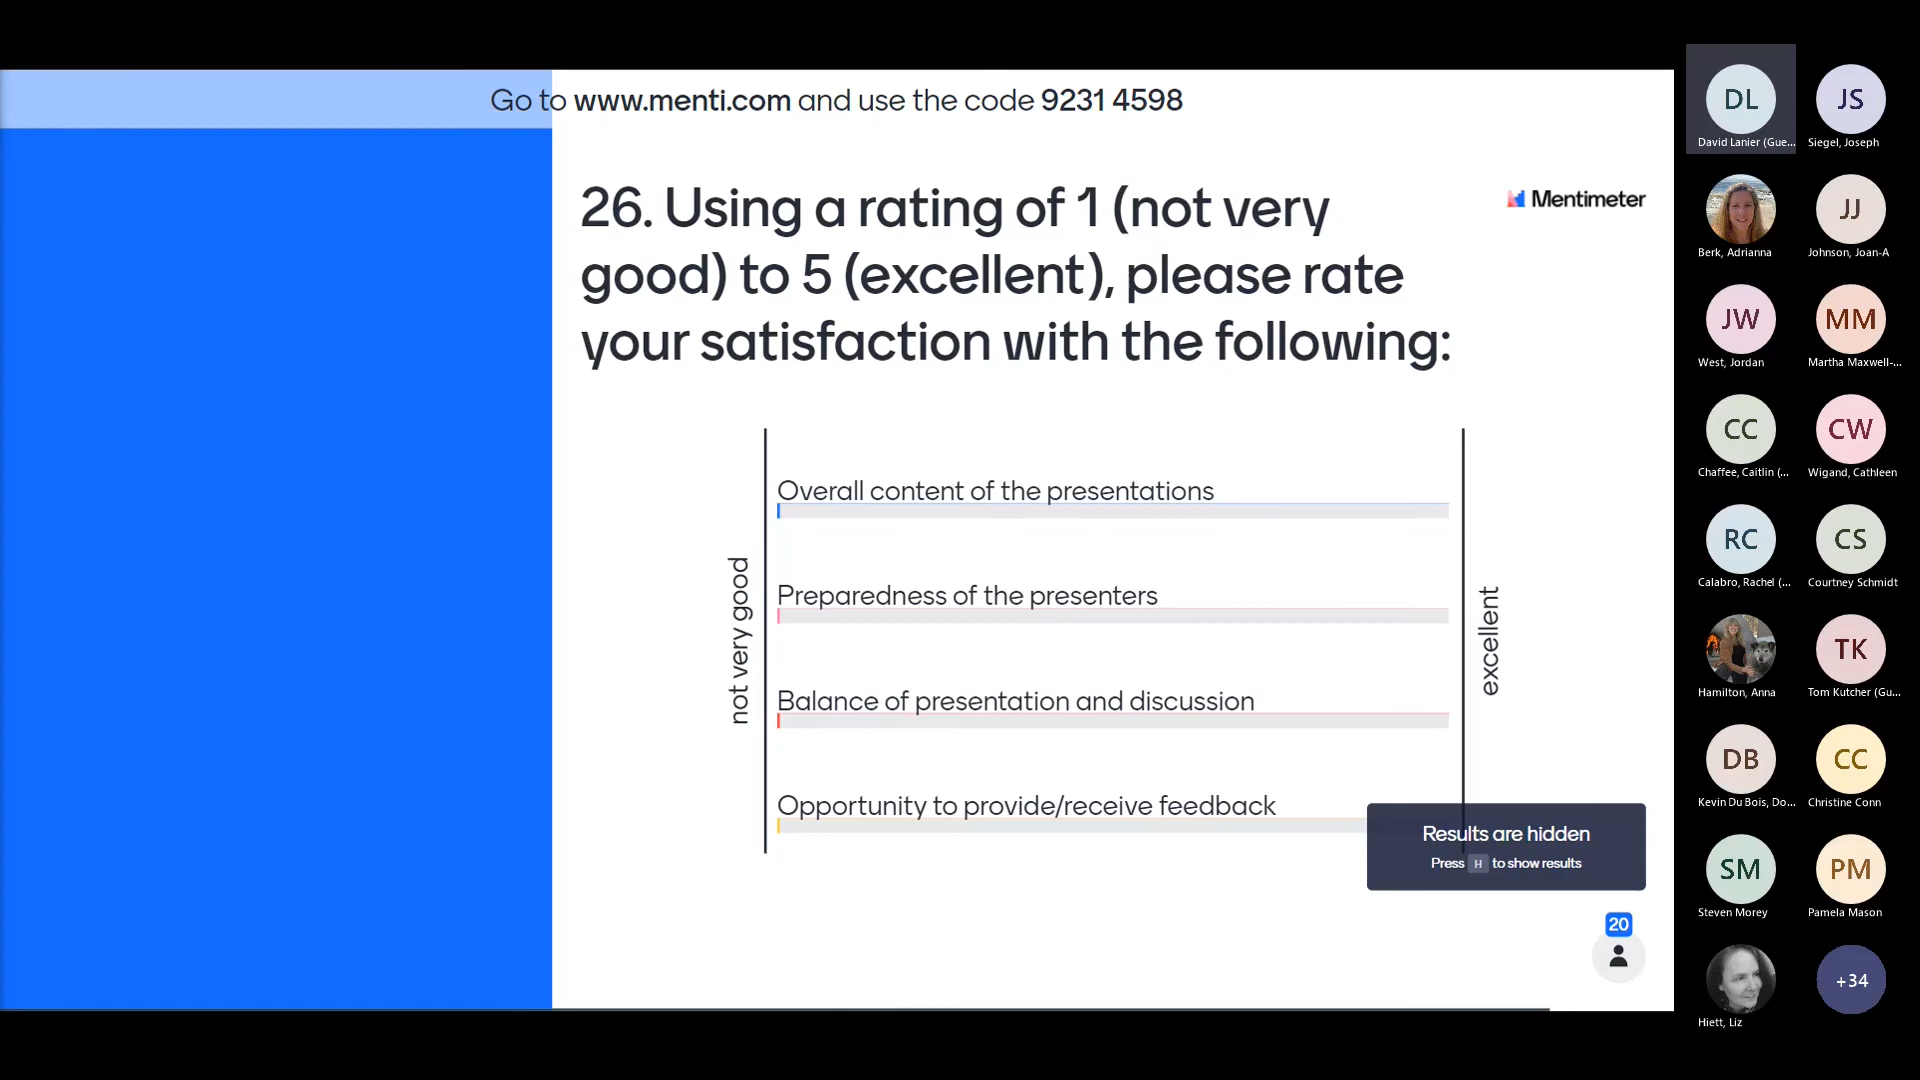 Go to www.menti.com and use the code 9231 4598
26. Using a rating of 1 (not very
good) to 5 (excellent), please rate
your satisfaction with the following:
Mentimeter
not very good
Overall content of the presentations
Preparedness of the presenters
Balance of presentation and discussion
Opportunity to provide/receive feedback
excellent
Results are hidden
Press H to show results
20
DL
David Lanier (Gue...
JS
Siegel, Joseph
Berk, Adrianna
JJ
Johnson, Joan-A
JW
West, Jordan
MM
Martha Maxwell-...
CC
Chaffee, Caitlin (...
CW
Wigand, Cathleen
RC
Calabro, Rachel (...
CS
Courtney Schmidt
Hamilton, Anna
TK
Tom Kutcher (Gu...
DB
Kevin Du Bois, Do...
CC
Christine Conn
SM
Steven Morey
PM
Pamela Mason
Hiett, Liz
+34